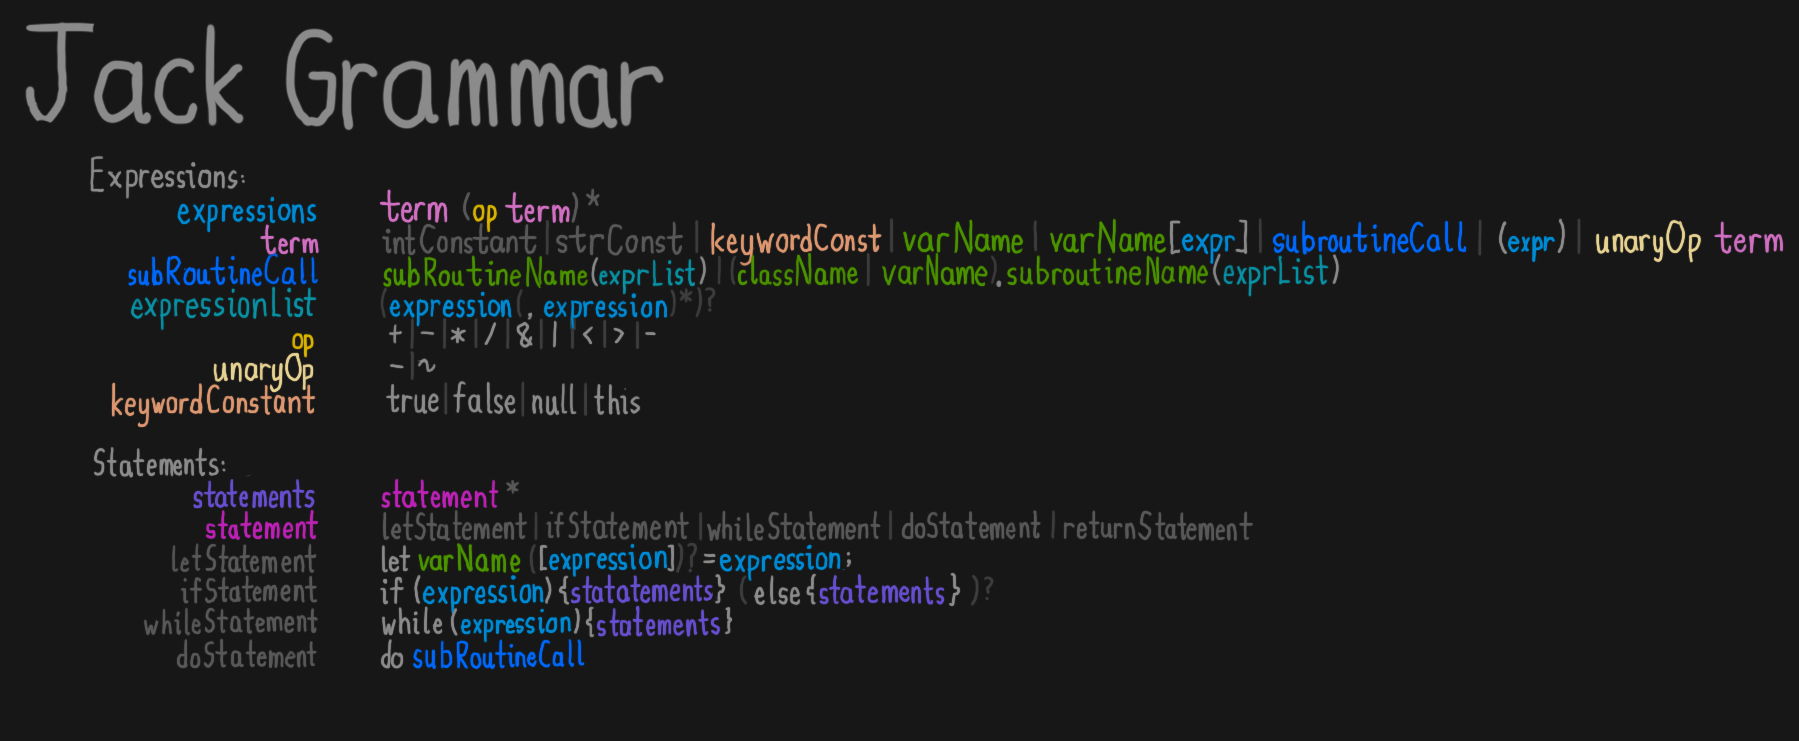 Jack Grammar
Expressions:
expressions term (op term)*
term intConstant | strConst | keywordConst | varName | varName[expr] | subroutineCall | (expr) | unaryOp term
subRoutineCall subRoutineName(exprList) | (className | varName).subroutineName(exprList)
expressionList (expression(, expression)*)?
op + | - | * | / | & | | | < | > | -
unaryOp - | ~
keywordConstant true | false | null | this
Statements:
statements statement *
statement letStatement | ifStatement | whileStatement | doStatement | returnStatement
letStatement let varName ([expression])? = expression;
ifStatement if (expression) {statatements} (else {statements} )?
whileStatement while (expression) {statements}
doStatement do subRoutineCall